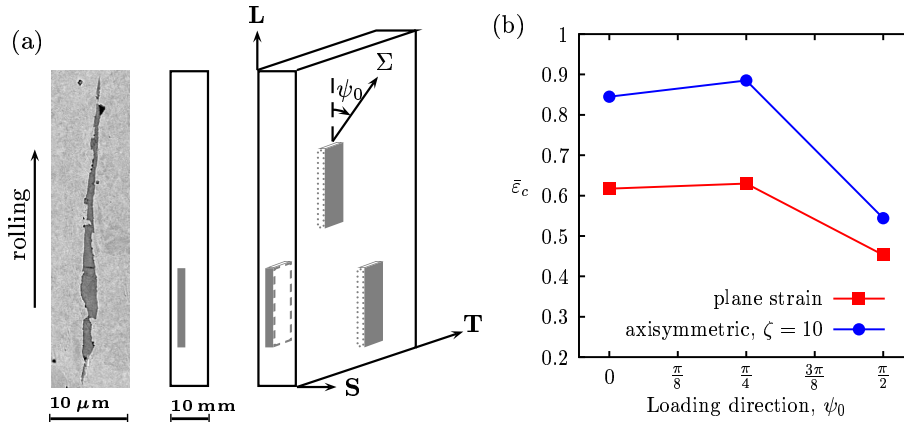 (a)
rolling
10 μm
10 mm
L
Σ
ψ₀
T
S
(b)
ε̄_c
1
0.9
0.8
0.7
0.6
0.5
0.4
0.3
0.2
plane strain
axisymmetric, ζ = 10
0 π/8 π/4 3π/8 π/2
Loading direction, ψ₀